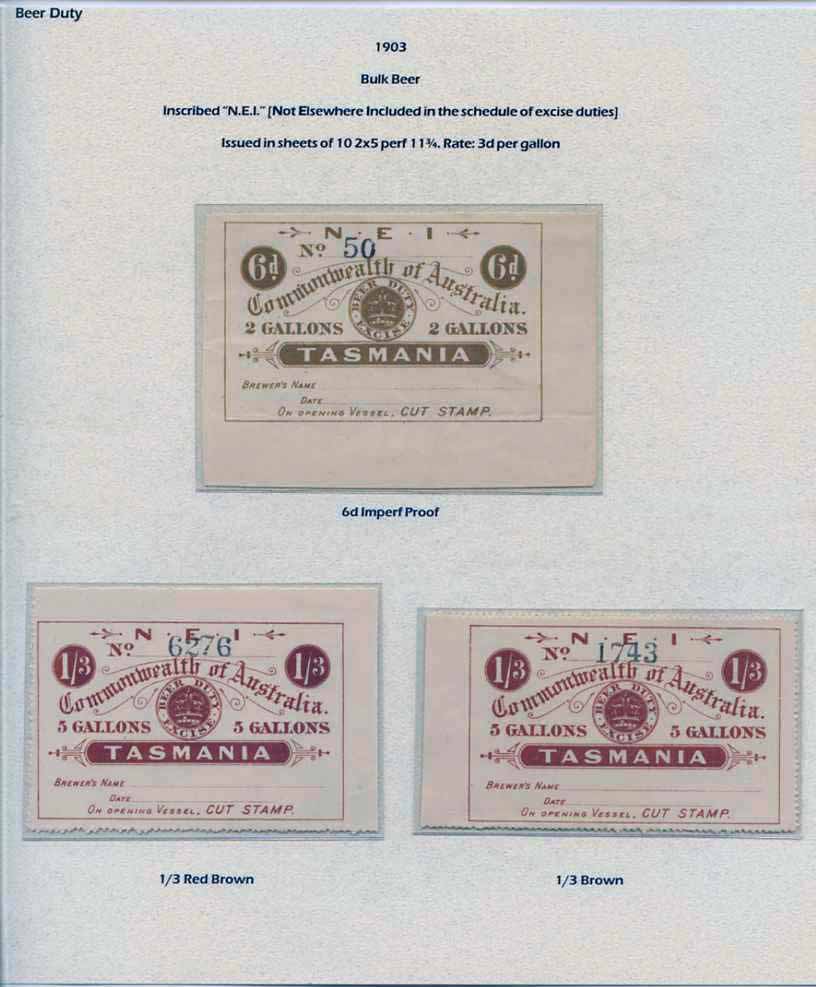 Beer Duty
1903
Bulk Beer
Inscribed "N.E.I." [Not Elsewhere Included in the schedule of excise duties]
Issued in sheets of 10 2x5 perf 11¾. Rate: 3d per gallon
N · E · I
Nº 50
6d 6d
Commonwealth of Australia.
BEER DUTY
EXCISE
2 GALLONS 2 GALLONS
TASMANIA
BREWER'S NAME
DATE
ON OPENING VESSEL, CUT STAMP.
6d Imperf Proof
N · E · I
Nº 6276
1/3 1/3
Commonwealth of Australia.
BEER DUTY
EXCISE
5 GALLONS 5 GALLONS
TASMANIA
BREWER'S NAME
DATE
ON OPENING VESSEL, CUT STAMP.
1/3 Red Brown
N · E · I
Nº 1743
1/3 1/3
Commonwealth of Australia.
BEER DUTY
EXCISE
5 GALLONS 5 GALLONS
TASMANIA
BREWER'S NAME
DATE
ON OPENING VESSEL, CUT STAMP.
1/3 Brown